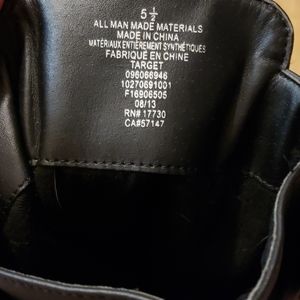 5 ½
ALL MAN MADE MATERIALS
MADE IN CHINA
MATÉRIAUX ENTIÈREMENT SYNTHÉTIQUES
FABRIQUÉ EN CHINE
TARGET
096066946
10270691001
F16906505
08/13
RN# 17730
CA#57147